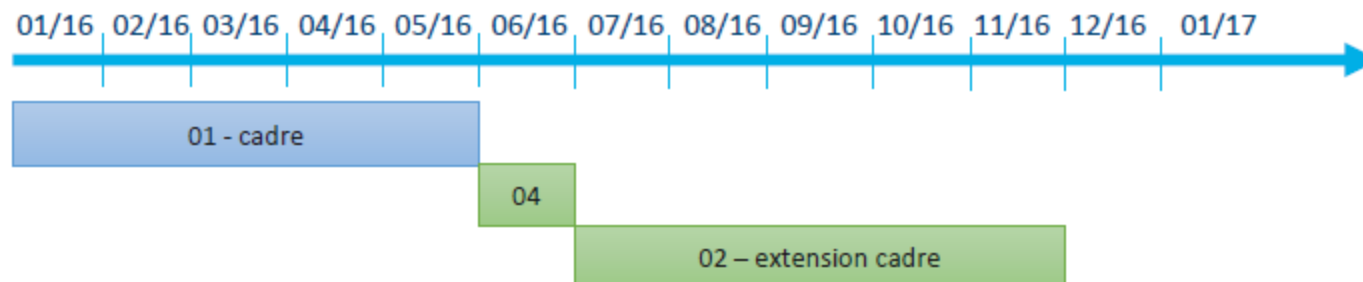 01/16 02/16 03/16 04/16 05/16 06/16 07/16 08/16 09/16 10/16 11/16 12/16 01/17
01 - cadre
04
02 – extension cadre